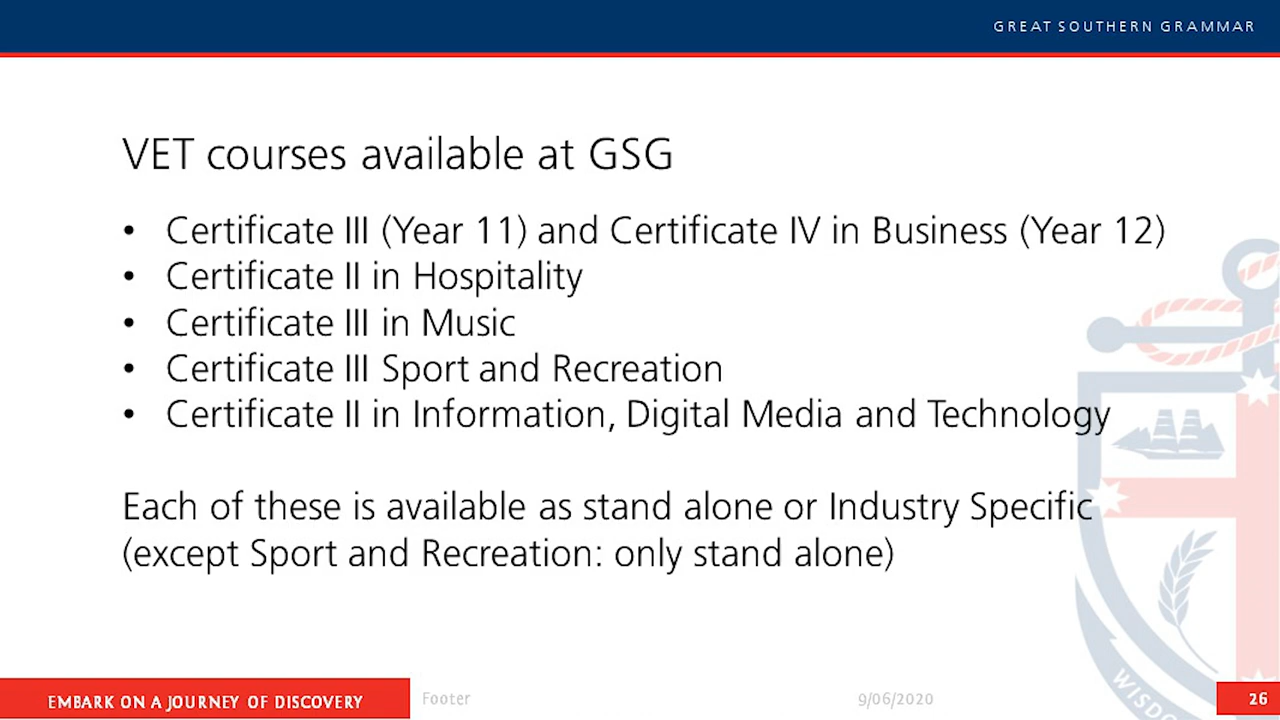 GREAT SOUTHERN GRAMMAR
VET courses available at GSG
• Certificate III (Year 11) and Certificate IV in Business (Year 12)
• Certificate II in Hospitality
• Certificate III in Music
• Certificate III Sport and Recreation
• Certificate II in Information, Digital Media and Technology
Each of these is available as stand alone or Industry Specific
(except Sport and Recreation: only stand alone)
EMBARK ON A JOURNEY OF DISCOVERY
Footer
9/06/2020
26